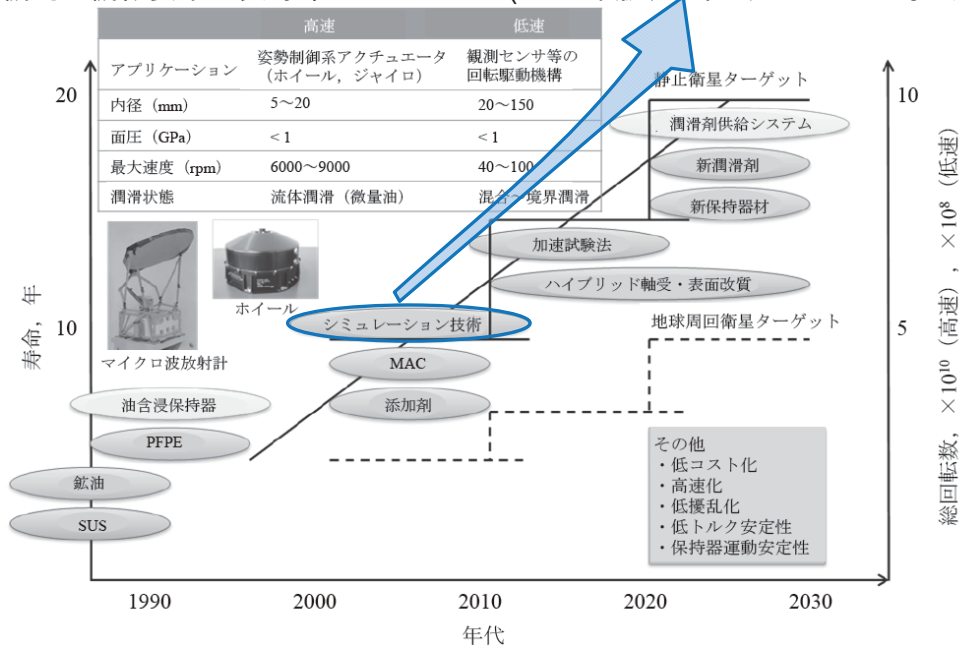 高速 低速
アプリケーション 姿勢制御系アクチュエータ（ホイール，ジャイロ） 観測センサ等の回転駆動機構
内径（mm） 5～20 20～150
面圧（GPa） < 1 < 1
最大速度（rpm） 6000～9000 40～100
潤滑状態 流体潤滑（微量油） 混合～境界潤滑
静止衛星ターゲット
潤滑剤供給システム
新潤滑剤
新保持器材
加速試験法
ハイブリッド軸受・表面改質
ホイール
シミュレーション技術
地球周回衛星ターゲット
マイクロ波放射計
MAC
油含浸保持器
添加剤
PFPE
鉱油
SUS
その他
・低コスト化
・高速化
・低擾乱化
・低トルク安定性
・保持器運動安定性
20
10
寿命，年
10
5
総回転数，×10¹⁰（高速），×10⁸（低速）
1990 2000 2010 2020 2030
年代